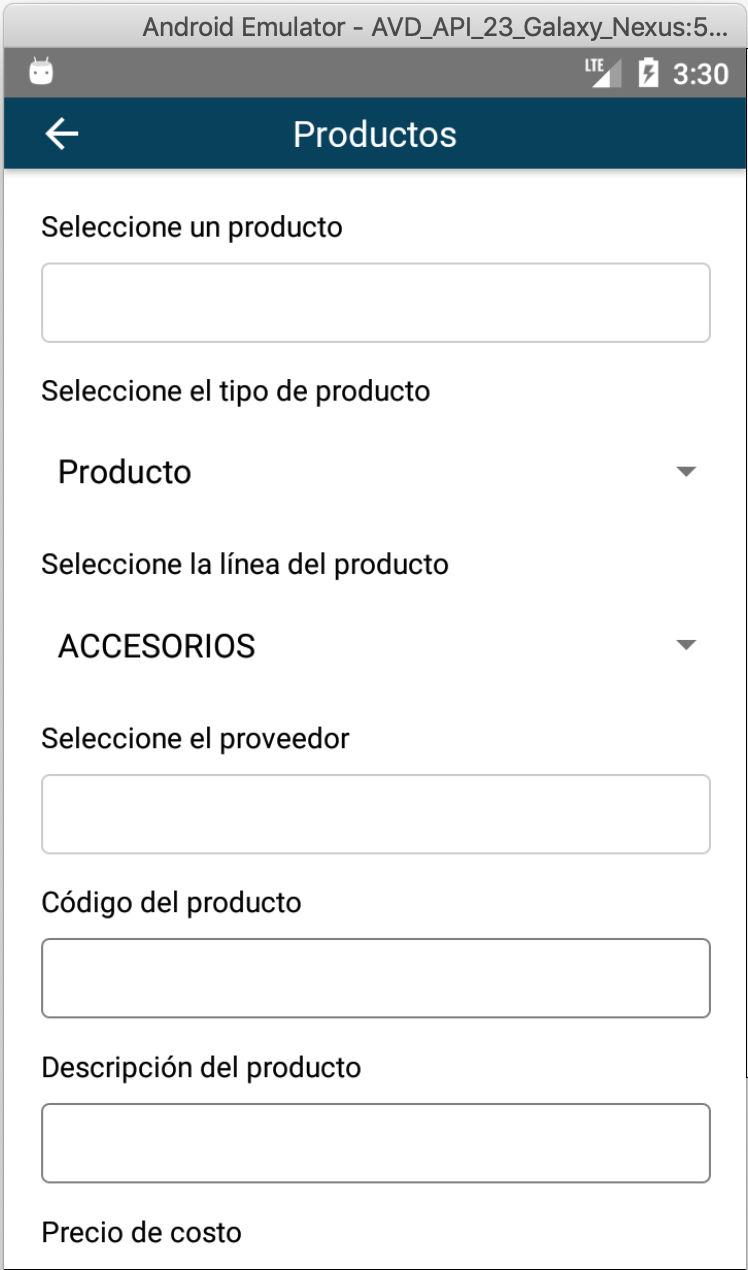 Android Emulator - AVD_API_23_Galaxy_Nexus:5...
LTE 3:30
Productos
Seleccione un producto
Seleccione el tipo de producto
Producto
Seleccione la línea del producto
ACCESORIOS
Seleccione el proveedor
Código del producto
Descripción del producto
Precio de costo